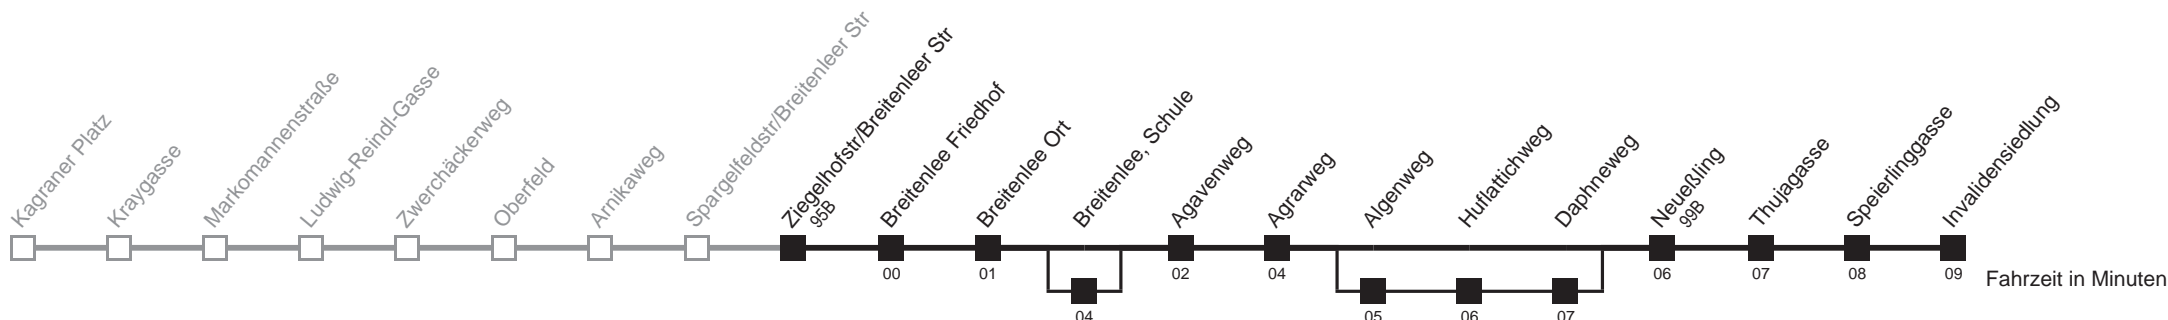 Kagraner Platz
Kraygasse
Markomannenstraße
Ludwig-Reindl-Gasse
Zwerchäckerweg
Oberfeld
Arnikaweg
Spargelfeldstr/Breitenleer Str
Ziegelhofstr/Breitenleer Str
95B
Breitenlee Friedhof
Breitenlee Ort
Breitenlee, Schule
Agavenweg
Agrarweg
Algenweg
Huflattichweg
Daphneweg
Neueßling
99B
Thujagasse
Speierlinggasse
Invalidensiedlung
00 01 02 04 06 07 08 09
Fahrzeit in Minuten
04 05 06 07